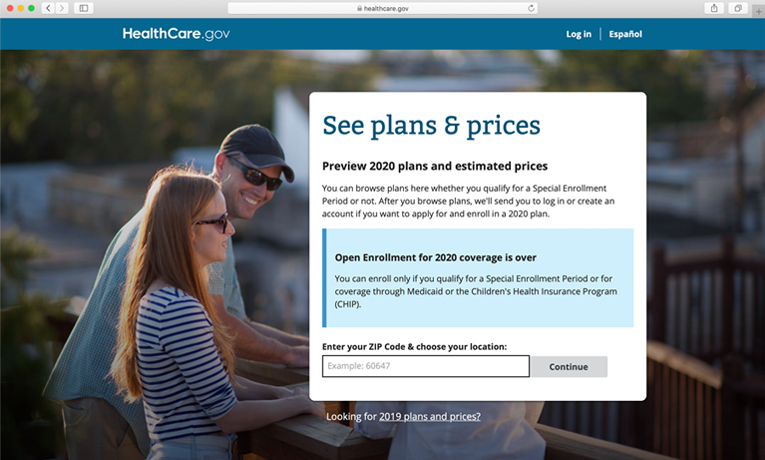 healthcare.gov
HealthCare.gov
Log in
Español
See plans & prices
Preview 2020 plans and estimated prices
You can browse plans here whether you qualify for a Special Enrollment
Period or not. After you browse plans, we'll send you to log in or create an
account if you want to apply for and enroll in a 2020 plan.
Open Enrollment for 2020 coverage is over
You can enroll only if you qualify for a Special Enrollment Period or for
coverage through Medicaid or the Children's Health Insurance Program
(CHIP).
Enter your ZIP Code & choose your location:
Example: 60647
Continue
Looking for 2019 plans and prices?